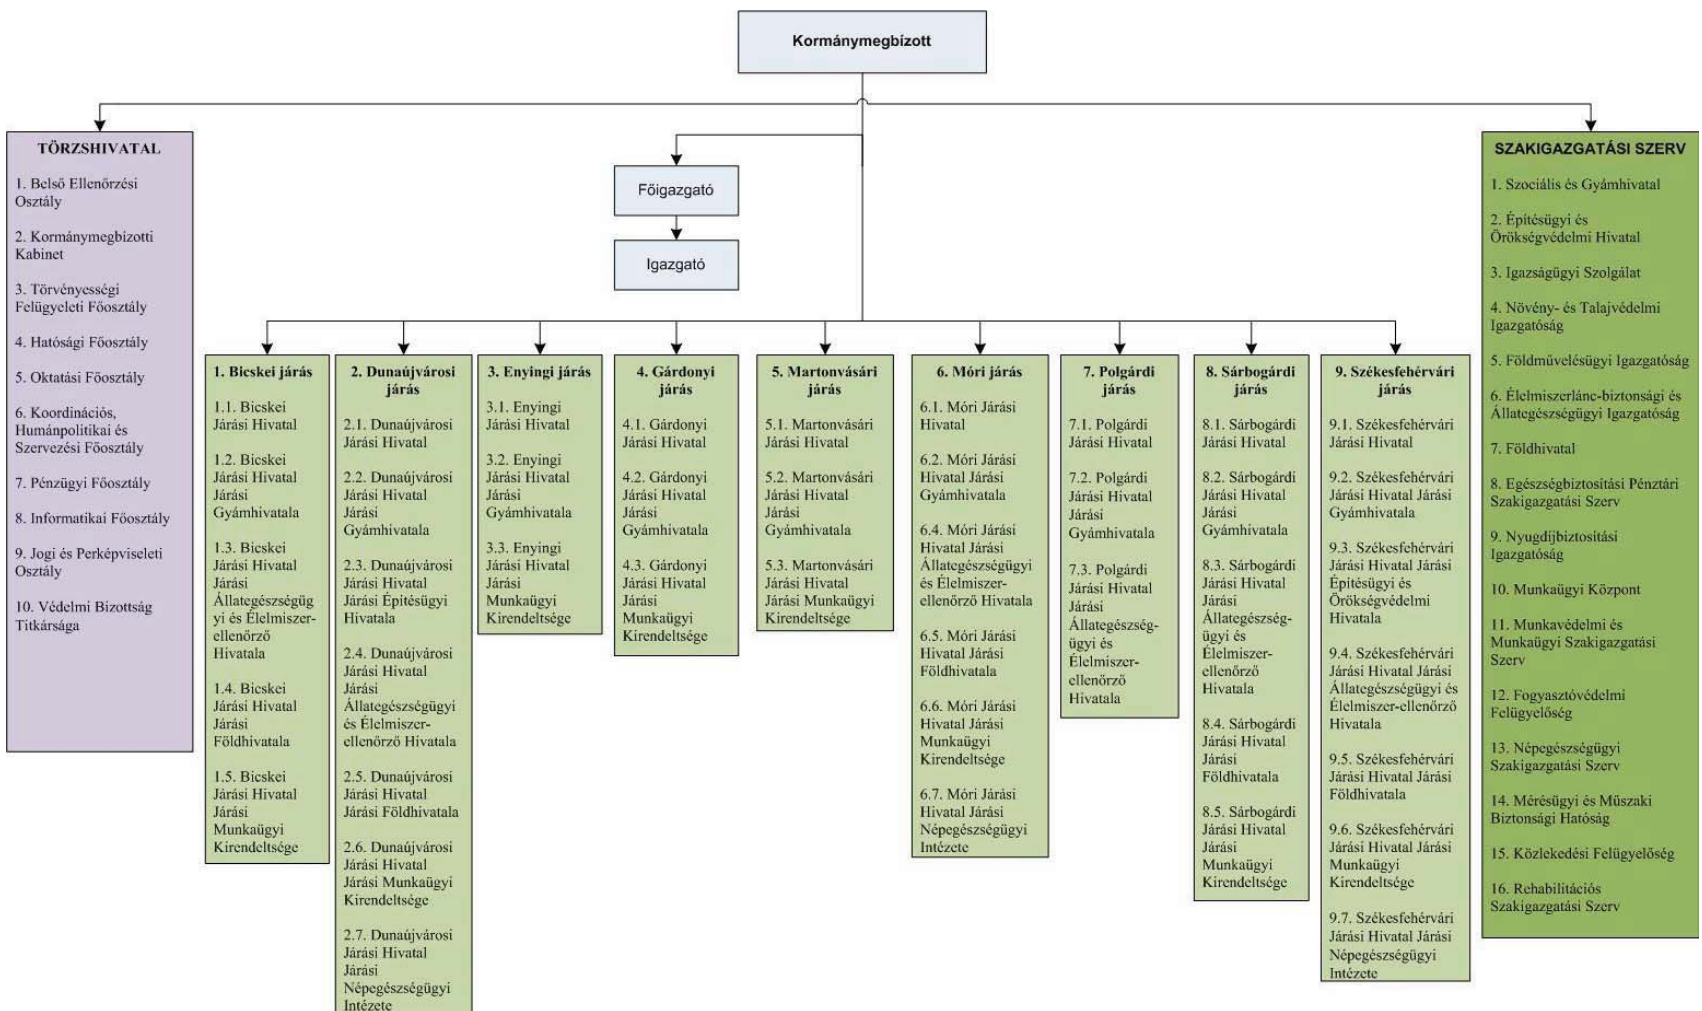 Kormánymegbízott
TÖRZSHIVATAL
1. Belső Ellenőrzési
Osztály
2. Kormánymegbizotti
Kabinet
3. Törvényességi
Felügyeleti Főosztály
4. Hatósági Főosztály
5. Oktatási Főosztály
6. Koordinációs,
Humánpolitikai és
Szervezési Főosztály
7. Pénzügyi Főosztály
8. Informatikai Főosztály
9. Jogi és Perképviseleti
Osztály
10. Védelmi Bizottság
Titkársága
Főigazgató
Igazgató
1. Bicskei járás
1.1. Bicskei
Járási Hivatal
1.2. Bicskei
Járási Hivatal
Járási
Gyámhivatala
1.3. Bicskei
Járási Hivatal
Járási
Állategészségüg
yi és Élelmiszer-
ellenőrző
Hivatala
1.4. Bicskei
Járási Hivatal
Járási
Földhivatala
1.5. Bicskei
Járási Hivatal
Járási
Munkaügyi
Kirendeltsége
2. Dunaújvárosi
járás
2.1. Dunaújvárosi
Járási Hivatal
2.2. Dunaújvárosi
Járási Hivatal
Járási
Gyámhivatala
2.3. Dunaújvárosi
Járási Hivatal
Járási Építésügyi
Hivatala
2.4. Dunaújvárosi
Járási Hivatal
Járási
Állategészségügyi
és Élelmiszer-
ellenőrző Hivatala
2.5. Dunaújvárosi
Járási Hivatal
Járási Földhivatala
2.6. Dunaújvárosi
Járási Hivatal
Járási Munkaügyi
Kirendeltsége
2.7. Dunaújvárosi
Járási Hivatal
Járási
Népegészségügyi
Intézete
3. Enyingi járás
3.1. Enyingi
Járási Hivatal
3.2. Enyingi
Járási Hivatal
Járási
Gyámhivatala
3.3. Enyingi
Járási Hivatal
Járási
Munkaügyi
Kirendeltsége
4. Gárdonyi
járás
4.1. Gárdonyi
Járási Hivatal
4.2. Gárdonyi
Járási Hivatal
Járási
Gyámhivatala
4.3. Gárdonyi
Járási Hivatal
Járási
Munkaügyi
Kirendeltsége
5. Martonvásári
járás
5.1. Martonvásári
Járási Hivatal
5.2. Martonvásári
Járási Hivatal
Járási
Gyámhivatala
5.3. Martonvásári
Járási Hivatal
Járási Munkaügyi
Kirendeltsége
6. Móri járás
6.1. Móri Járási
Hivatal
6.2. Móri Járási
Hivatal Járási
Gyámhivatala
6.4. Móri Járási
Hivatal Járási
Állategészségügyi
és Élelmiszer-
ellenőrző Hivatala
6.5. Móri Járási
Hivatal Járási
Földhivatala
6.6. Móri Járási
Hivatal Járási
Munkaügyi
Kirendeltsége
6.7. Móri Járási
Hivatal Járási
Népegészségügyi
Intézete
7. Polgárdi
járás
7.1. Polgárdi
Járási Hivatal
7.2. Polgárdi
Járási Hivatal
Járási
Gyámhivatala
7.3. Polgárdi
Járási Hivatal
Járási
Állategészség-
ügyi és
Élelmiszer-
ellenőrző
Hivatala
8. Sárbogárdi
járás
8.1. Sárbogárdi
Járási Hivatal
8.2. Sárbogárdi
Járási Hivatal
Járási
Gyámhivatala
8.3. Sárbogárdi
Járási Hivatal
Járási
Állategészség-
ügyi és
Élelmiszer-
ellenőrző
Hivatala
8.4. Sárbogárdi
Járási Hivatal
Járási
Földhivatala
8.5. Sárbogárdi
Járási Hivatal
Járási
Munkaügyi
Kirendeltsége
9. Székesfehérvári
járás
9.1. Székesfehérvári
Járási Hivatal
9.2. Székesfehérvári
Járási Hivatal Járási
Gyámhivatala
9.3. Székesfehérvári
Járási Hivatal Járási
Építésügyi és
Örökségvédelmi
Hivatala
9.4. Székesfehérvári
Járási Hivatal Járási
Állategészségügyi és
Élelmiszer-ellenőrző
Hivatala
9.5. Székesfehérvári
Járási Hivatal Járási
Földhivatala
9.6. Székesfehérvári
Járási Hivatal Járási
Munkaügyi
Kirendeltsége
9.7. Székesfehérvári
Járási Hivatal Járási
Népegészségügyi
Intézete
SZAKIGAZGATÁSI SZERV
1. Szociális és Gyámhivatal
2. Építésügyi és
Örökségvédelmi Hivatal
3. Igazságügyi Szolgálat
4. Növény- és Talajvédelmi
Igazgatóság
5. Földművelésügyi Igazgatóság
6. Élelmiszerlánc-biztonsági és
Állategészségügyi Igazgatóság
7. Földhivatal
8. Egészségbiztosítási Pénztári
Szakigazgatási Szerv
9. Nyugdíjbiztosítási
Igazgatóság
10. Munkaügyi Központ
11. Munkavédelmi és
Munkaügyi Szakigazgatási
Szerv
12. Fogyasztóvédelmi
Felügyelőség
13. Népegészségügyi
Szakigazgatási Szerv
14. Mérésügyi és Műszaki
Biztonsági Hatóság
15. Közlekedési Felügyelőség
16. Rehabilitációs
Szakigazgatási Szerv